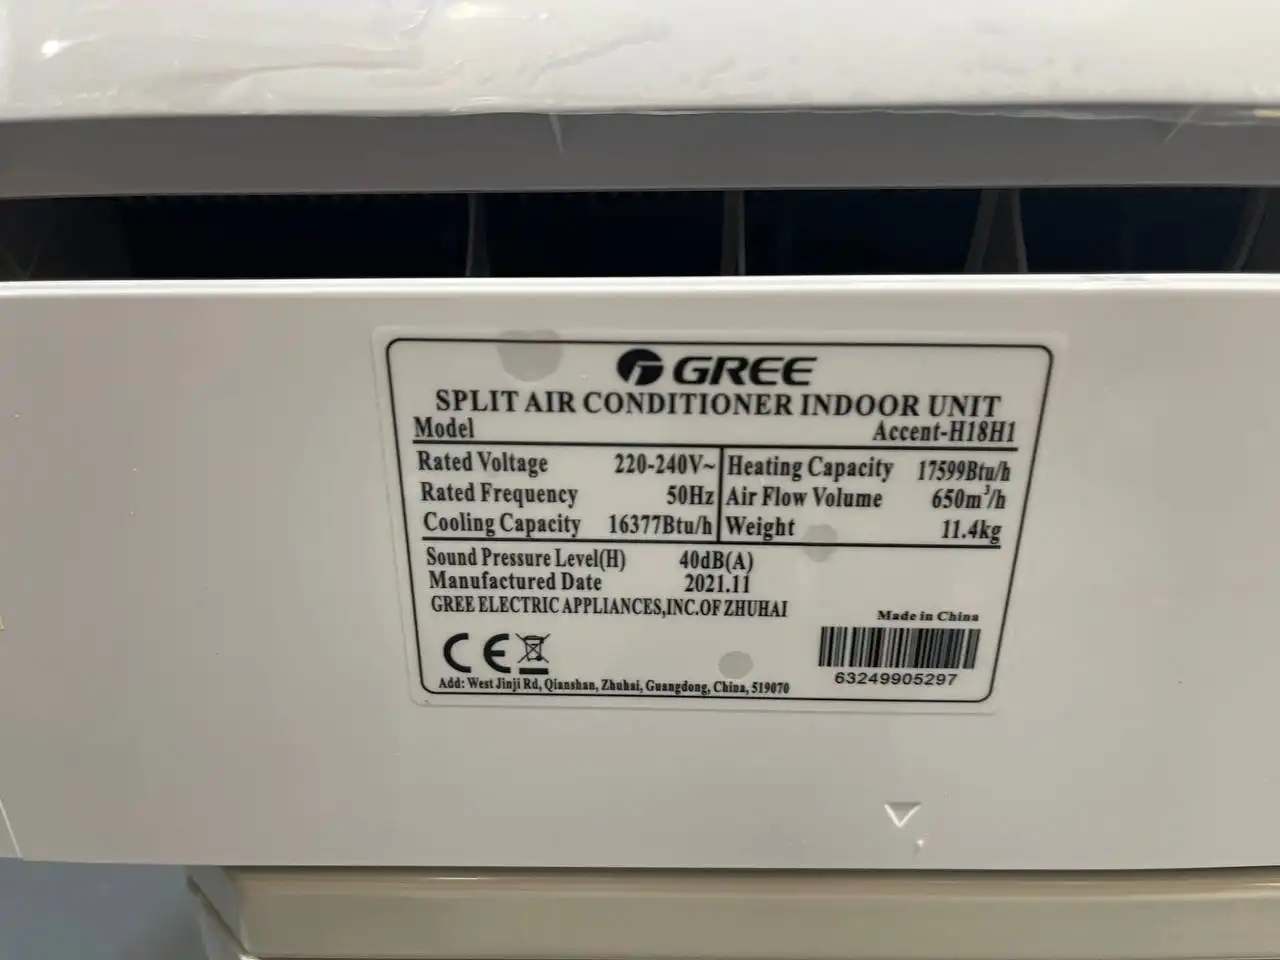 GREE
SPLIT AIR CONDITIONER INDOOR UNIT
Model Accent-H18H1
Rated Voltage 220-240V~ Heating Capacity 17599Btu/h
Rated Frequency 50Hz Air Flow Volume 650m³/h
Cooling Capacity 16377Btu/h Weight 11.4kg
Sound Pressure Level(H) 40dB(A)
Manufactured Date 2021.11
GREE ELECTRIC APPLIANCES,INC.OF ZHUHAI
Made in China
CE
63249905297
Add: West Jinji Rd, Qianshan, Zhuhai, Guangdong, China, 519070